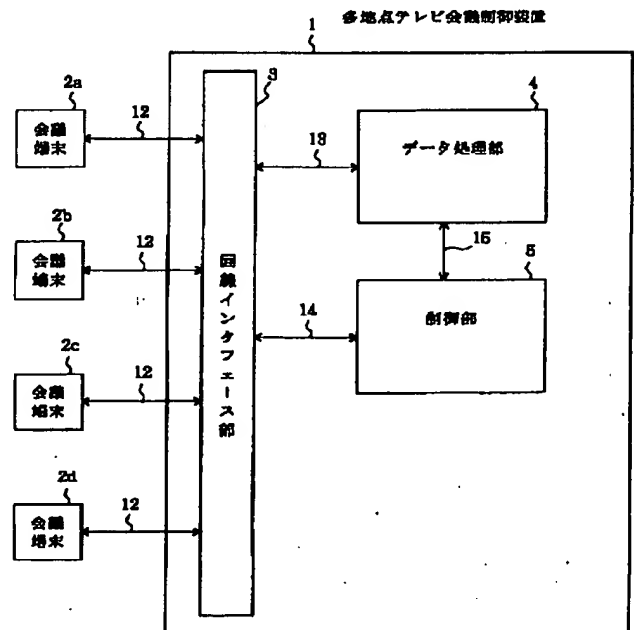 多地点テレビ会議制御装置
1
3
4
2a
会議
端末
12
データ処理部
13
2b
会議
端末
12
15
5
回線インタフェース部
制御部
14
2c
会議
端末
12
2d
会議
端末
12